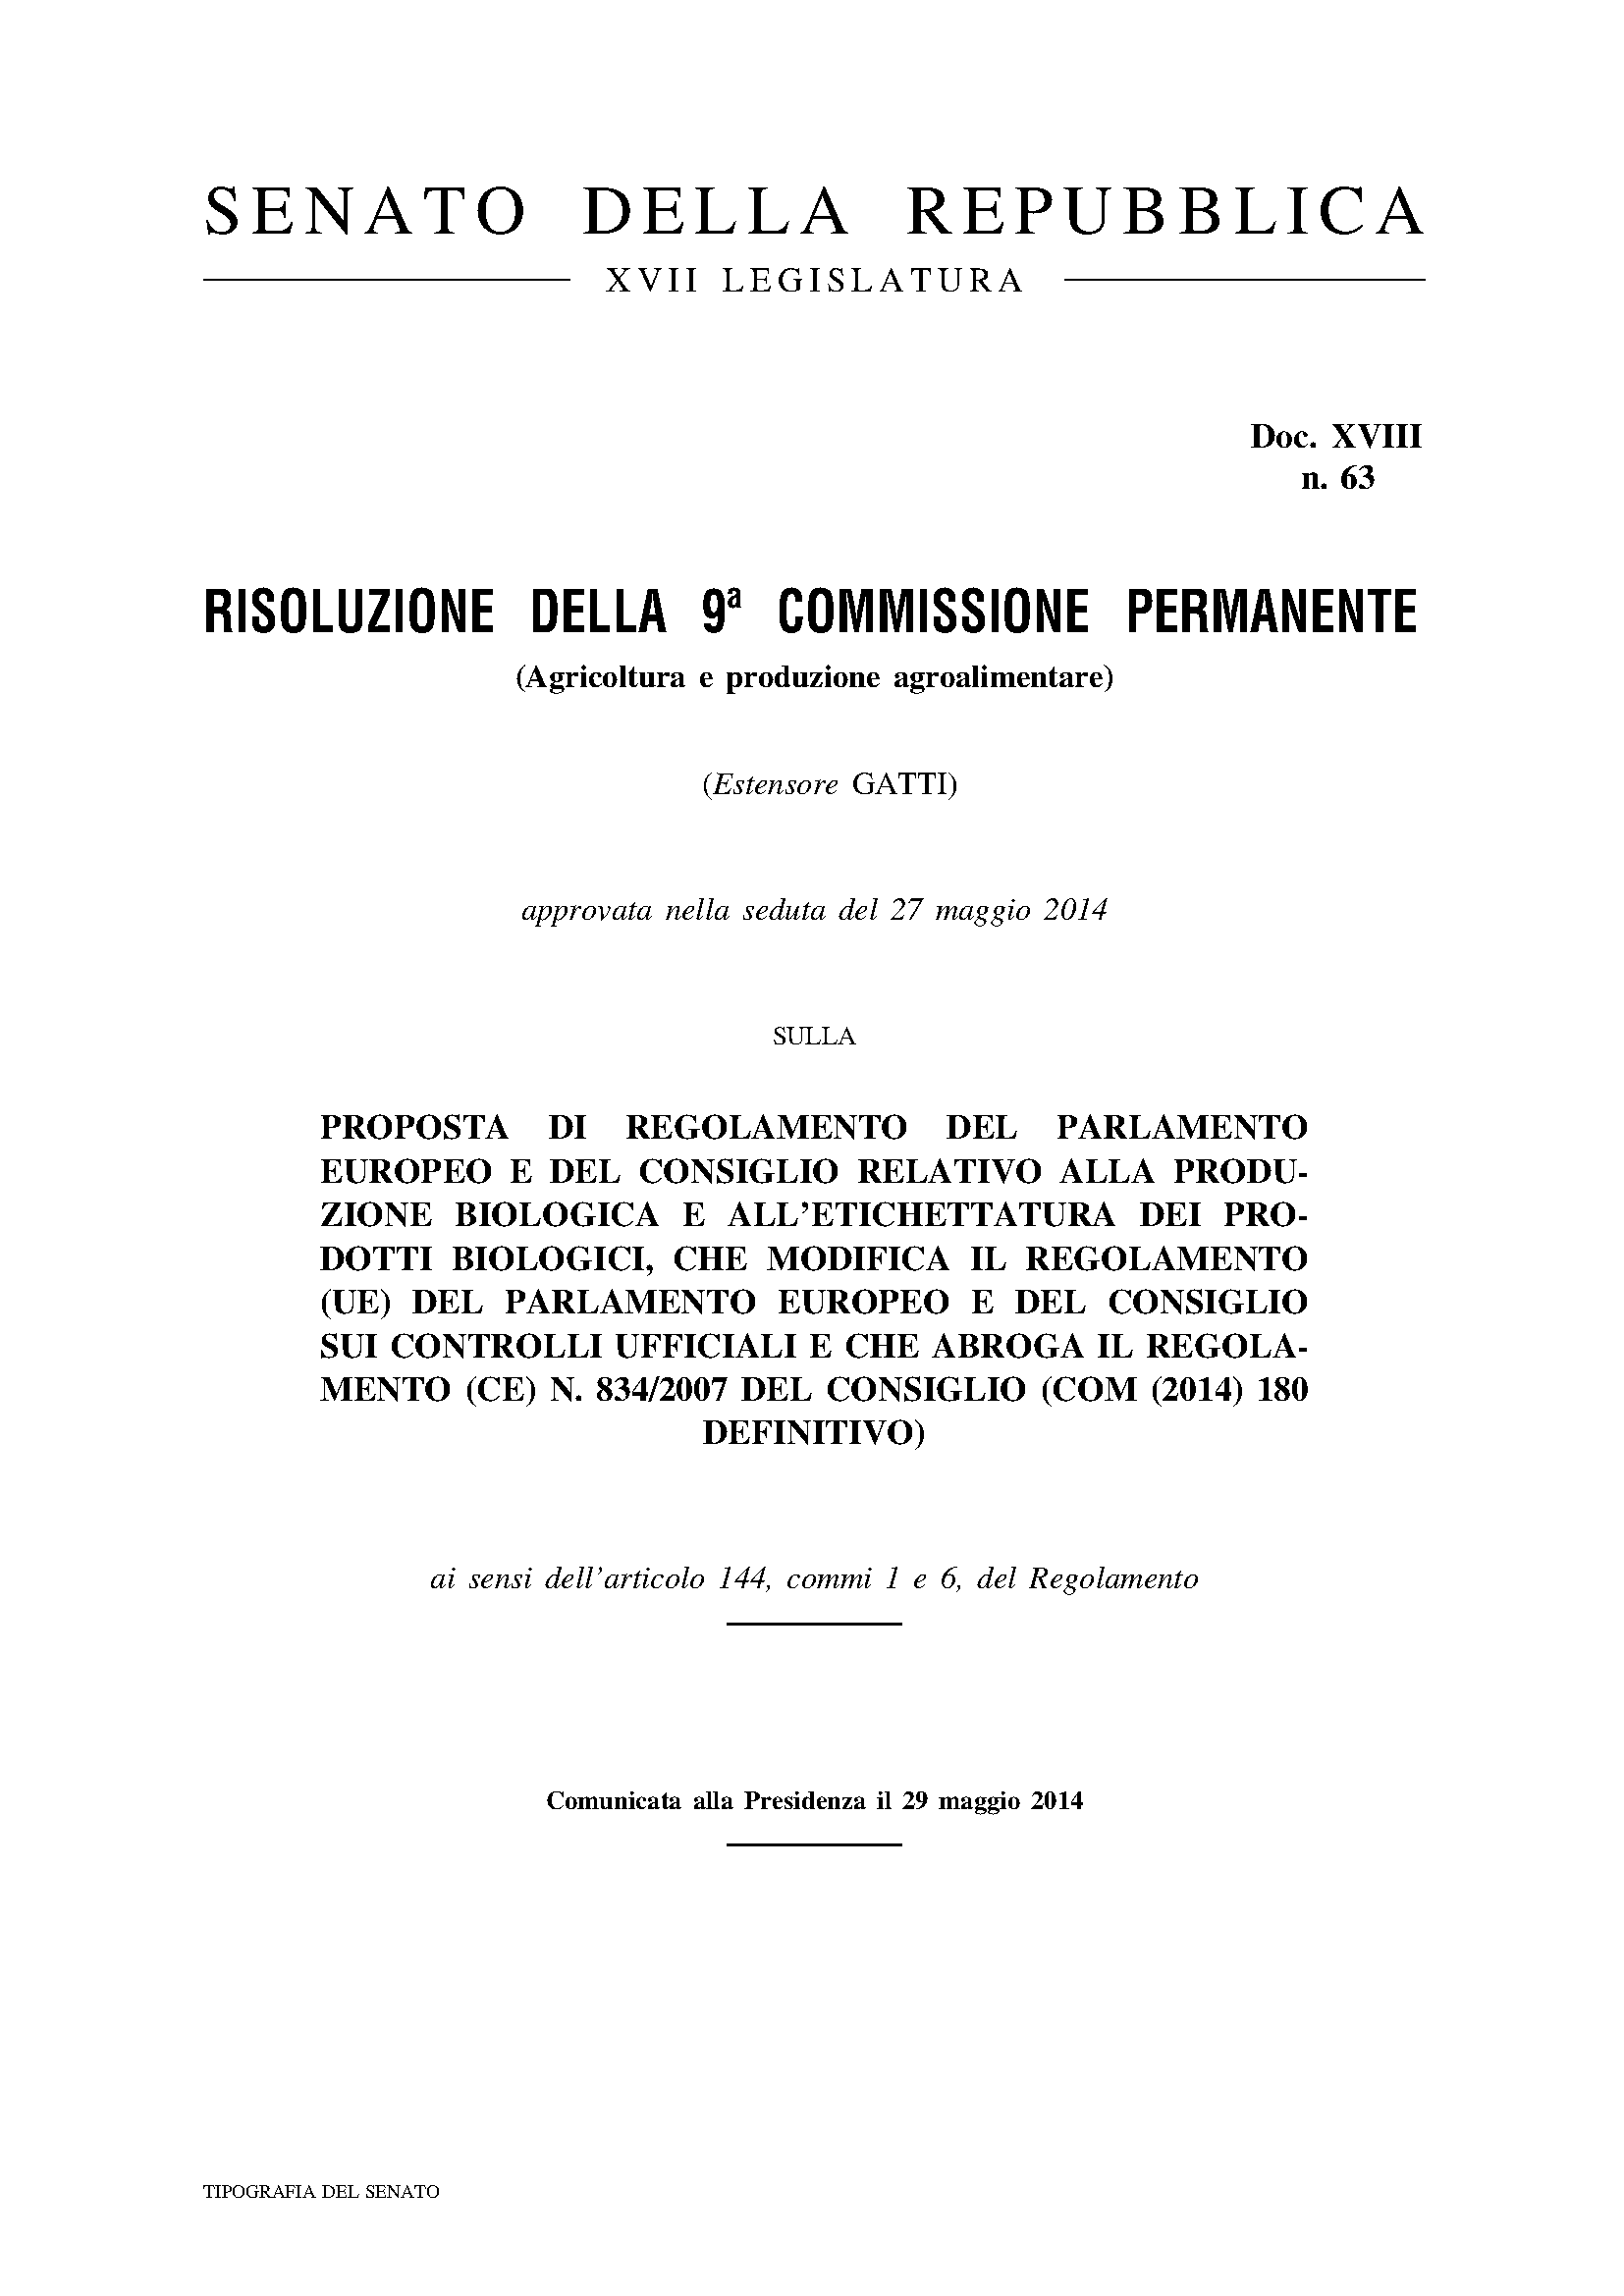 SENATO DELLA REPUBBLICA
XVII LEGISLATURA
Doc. XVIII
n. 63
RISOLUZIONE DELLA 9ª COMMISSIONE PERMANENTE
(Agricoltura e produzione agroalimentare)
(Estensore GATTI)
approvata nella seduta del 27 maggio 2014
SULLA
PROPOSTA DI REGOLAMENTO DEL PARLAMENTO
EUROPEO E DEL CONSIGLIO RELATIVO ALLA PRODU-
ZIONE BIOLOGICA E ALL'ETICHETTATURA DEI PRO-
DOTTI BIOLOGICI, CHE MODIFICA IL REGOLAMENTO
(UE) DEL PARLAMENTO EUROPEO E DEL CONSIGLIO
SUI CONTROLLI UFFICIALI E CHE ABROGA IL REGOLA-
MENTO (CE) N. 834/2007 DEL CONSIGLIO (COM (2014) 180
DEFINITIVO)
ai sensi dell'articolo 144, commi 1 e 6, del Regolamento
Comunicata alla Presidenza il 29 maggio 2014
TIPOGRAFIA DEL SENATO